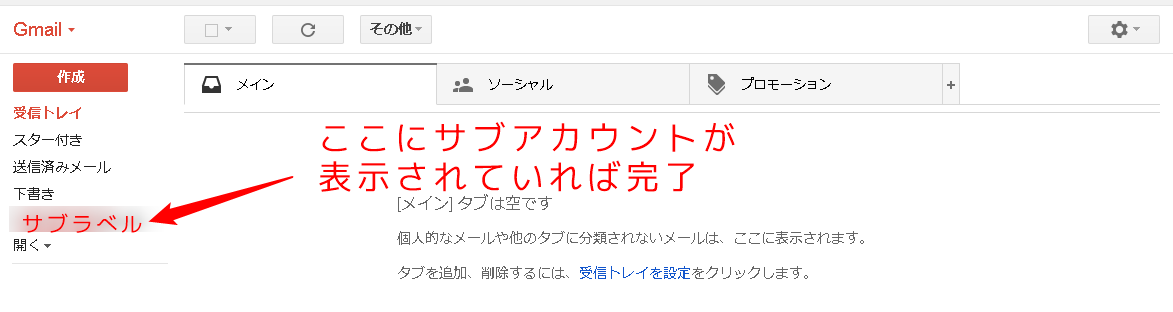 Gmail
その他
作成
メイン
ソーシャル
プロモーション
+
受信トレイ
スター付き
送信済みメール
下書き
サブラベル
開く
ここにサブアカウントが
表示されていれば完了
[メイン] タブは空です
個人的なメールや他のタブに分類されないメールは、ここに表示されます。
タブを追加、削除するには、受信トレイを設定をクリックします。